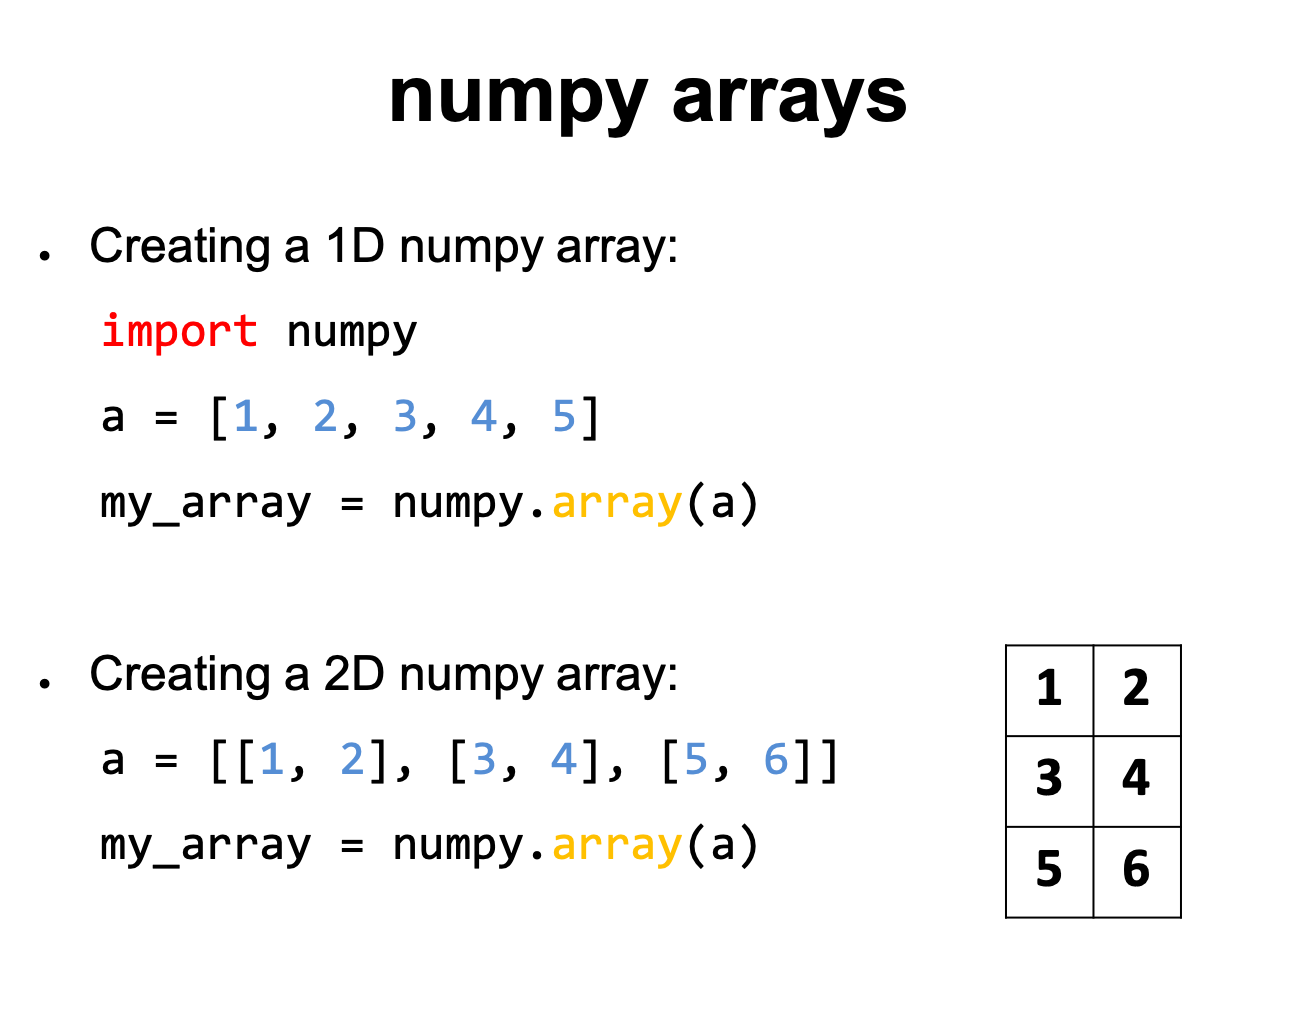 numpy arrays
• Creating a 1D numpy array:
import numpy
a = [1, 2, 3, 4, 5]
my_array = numpy.array(a)
• Creating a 2D numpy array:
a = [[1, 2], [3, 4], [5, 6]]
my_array = numpy.array(a)
1 2
3 4
5 6